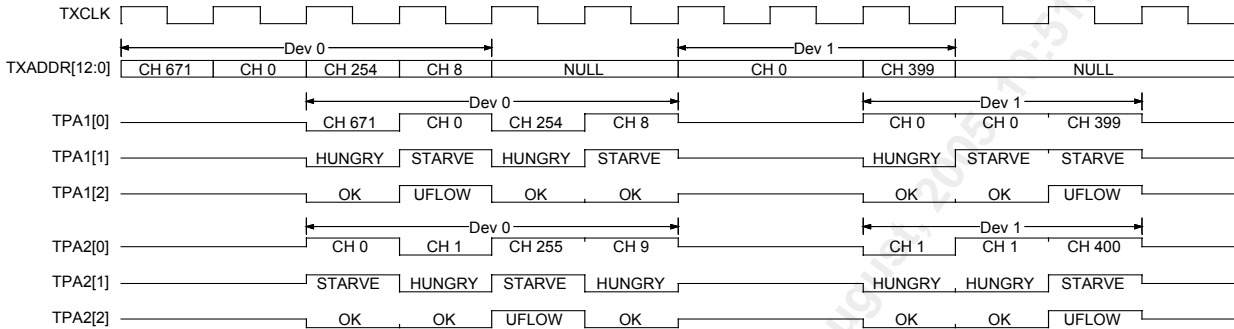 TXCLK
Dev 0 Dev 1
TXADDR[12:0] CH 671 CH 0 CH 254 CH 8 NULL CH 0 CH 399 NULL
Dev 0 Dev 1
TPA1[0] CH 671 CH 0 CH 254 CH 8 CH 0 CH 0 CH 399
TPA1[1] HUNGRY STARVE HUNGRY STARVE HUNGRY STARVE STARVE
TPA1[2] OK UFLOW OK OK OK OK UFLOW
Dev 0 Dev 1
TPA2[0] CH 0 CH 1 CH 255 CH 9 CH 1 CH 1 CH 400
TPA2[1] STARVE HUNGRY STARVE HUNGRY HUNGRY HUNGRY STARVE
TPA2[2] OK OK UFLOW OK OK OK UFLOW
ugust, 2005 10:51